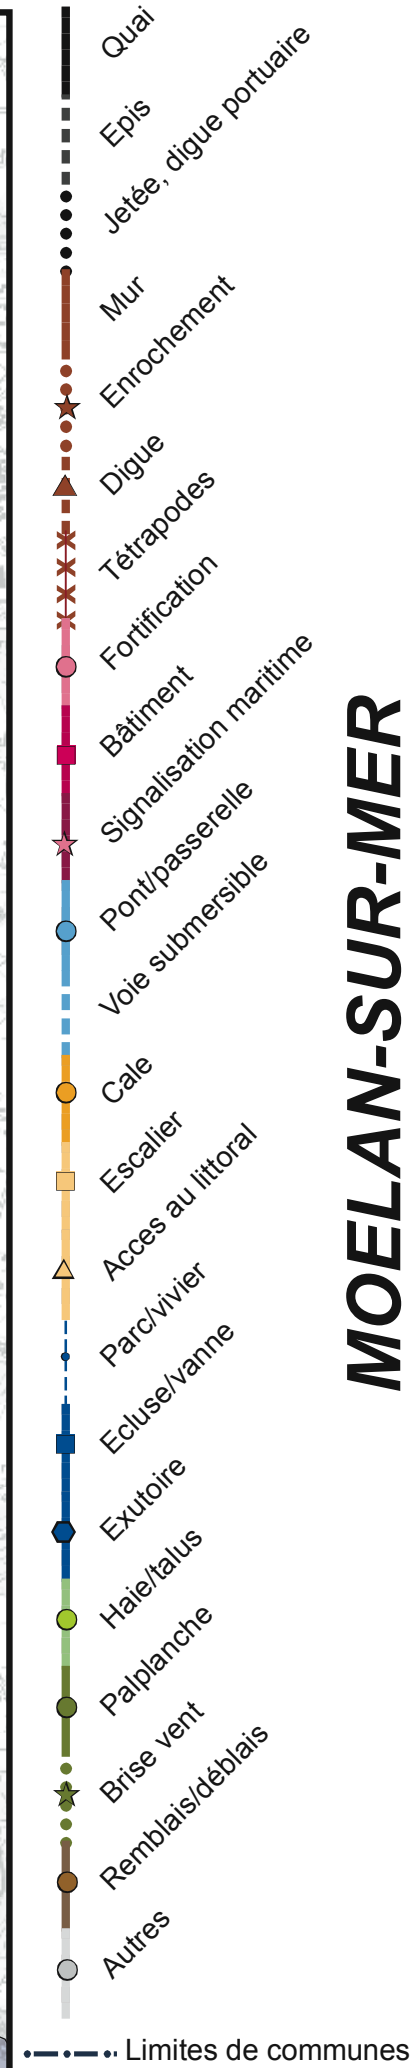 Quai
Epis
Jetée, digue portuaire
Mur
Enrochement
Digue
Tétrapodes
Fortification
Bâtiment
Signalisation maritime
Pont/passerelle
Voie submersible
Cale
Escalier
Acces au littoral
Parc/vivier
Ecluse/vanne
Exutoire
Haie/talus
Palplanche
Brise vent
Remblais/déblais
Autres
Limites de communes
MOELAN-SUR-MER